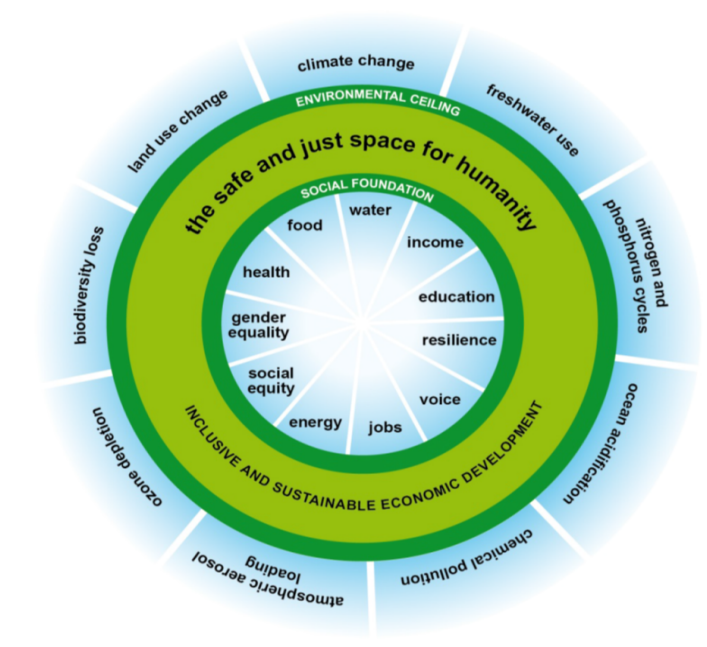 climate change
freshwater use
nitrogen and
phosphorus cycles
ocean acidification
chemical pollution
atmospheric aerosol
loading
ozone depletion
biodiversity loss
land use change
ENVIRONMENTAL CEILING
the safe and just space for humanity
SOCIAL FOUNDATION
water
income
education
resilience
voice
jobs
energy
social
equity
gender
equality
health
food
INCLUSIVE AND SUSTAINABLE ECONOMIC DEVELOPMENT